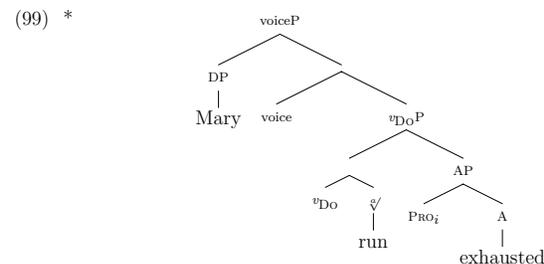 (99) * voiceP
DP
Mary voice vDoP
AP
vDo PROi A
run exhausted